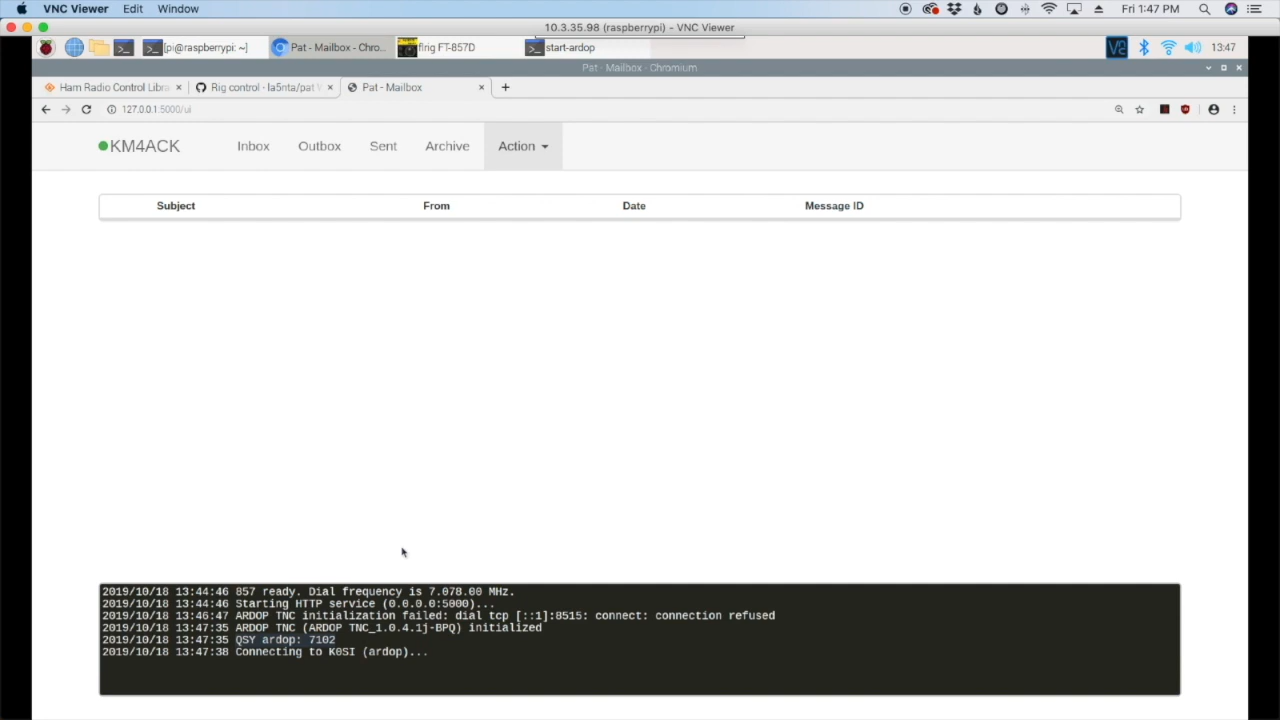 VNC Viewer Edit Window Fri 1:47 PM
10.3.35.98 (raspberrypi) - VNC Viewer
[pi@raspberrypi: ~] Pat - Mailbox - Chro... flrig FT-857D start-ardop 13:47
Pat - Mailbox - Chromium
Ham Radio Control Libra Rig control · la5nta/pat W Pat - Mailbox
127.0.0.1:5000/ui
KM4ACK Inbox Outbox Sent Archive Action
Subject From Date Message ID
2019/10/18 13:44:46 857 ready. Dial frequency is 7.078.00 MHz.
2019/10/18 13:44:46 Starting HTTP service (0.0.0.0:5000)...
2019/10/18 13:46:47 ARDOP TNC initialization failed: dial tcp [::1]:8515: connect: connection refused
2019/10/18 13:47:35 ARDOP TNC (ARDOP TNC_1.0.4.1j-BPQ) initialized
2019/10/18 13:47:35 QSY ardop: 7102
2019/10/18 13:47:38 Connecting to K0SI (ardop)...